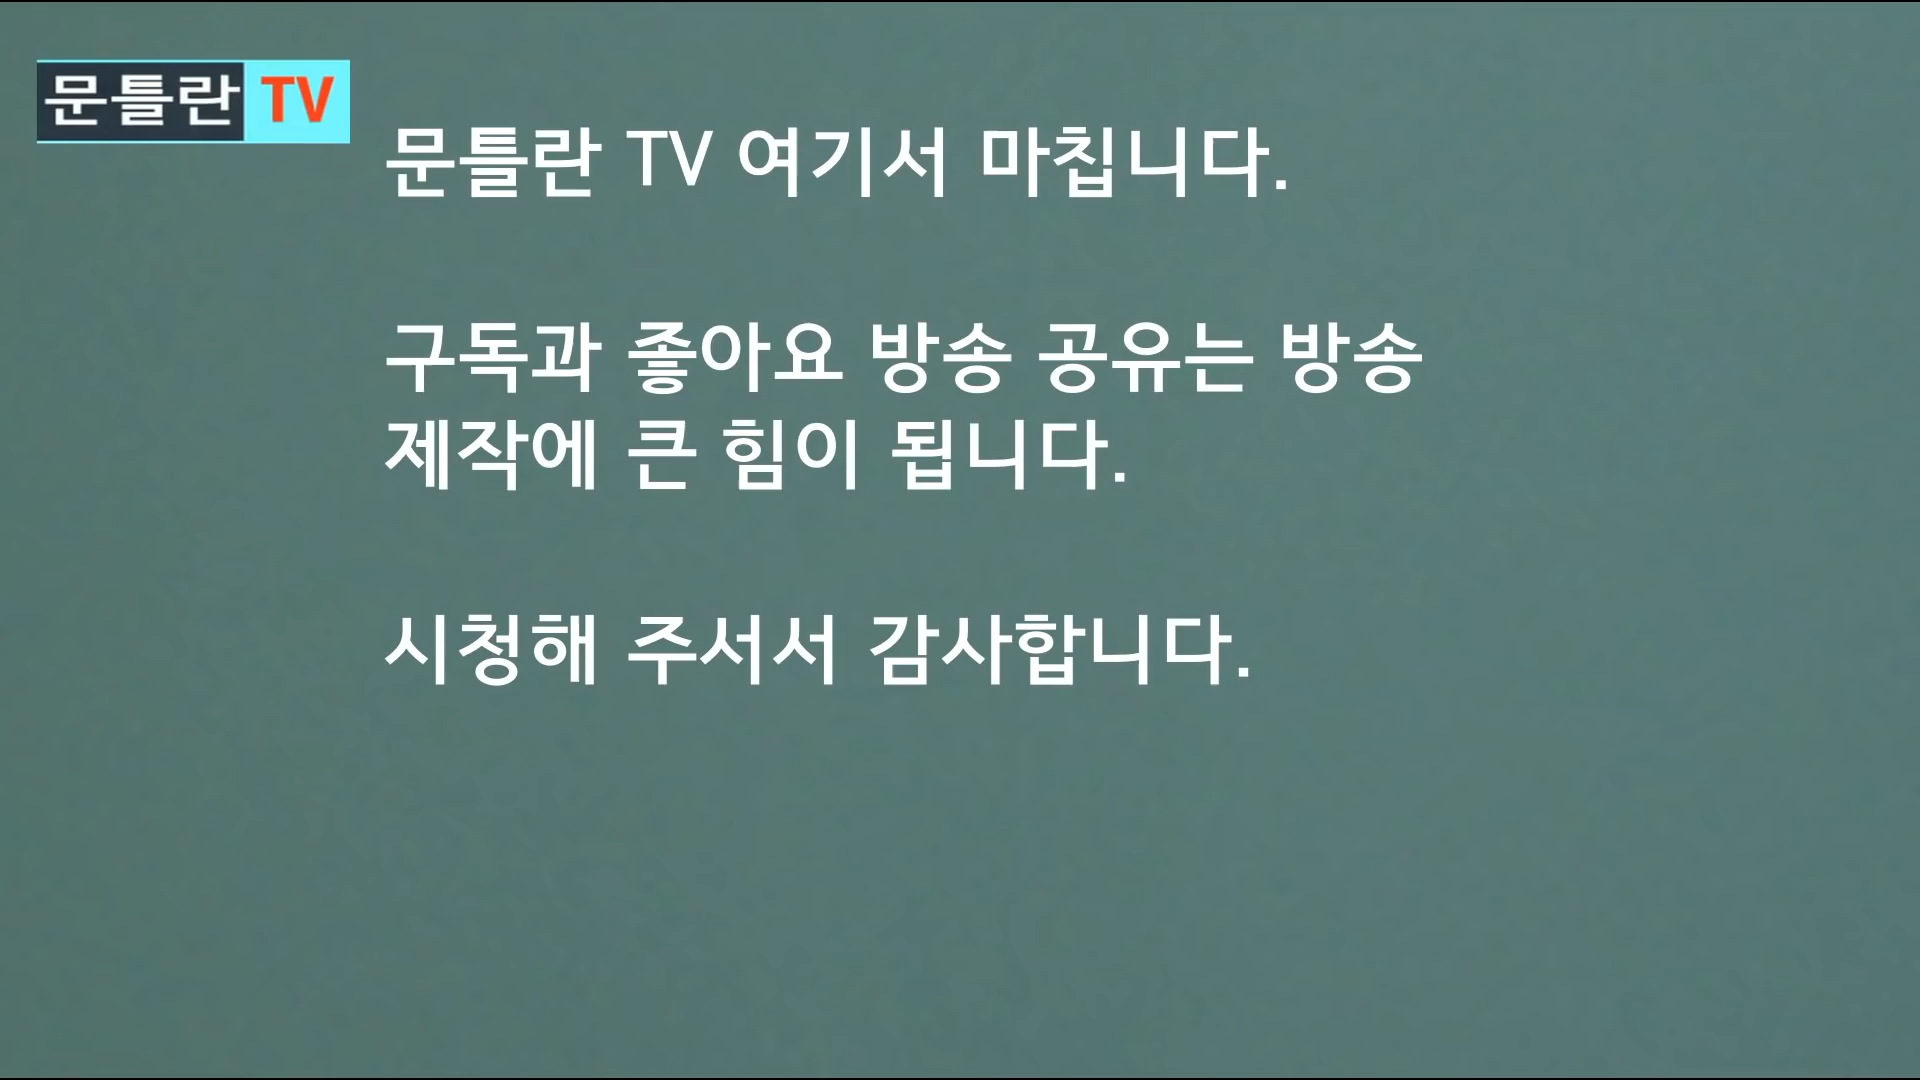 문틀란 TV
문틀란 TV 여기서 마칩니다.
구독과 좋아요 방송 공유는 방송
제작에 큰 힘이 됩니다.
시청해 주서서 감사합니다.